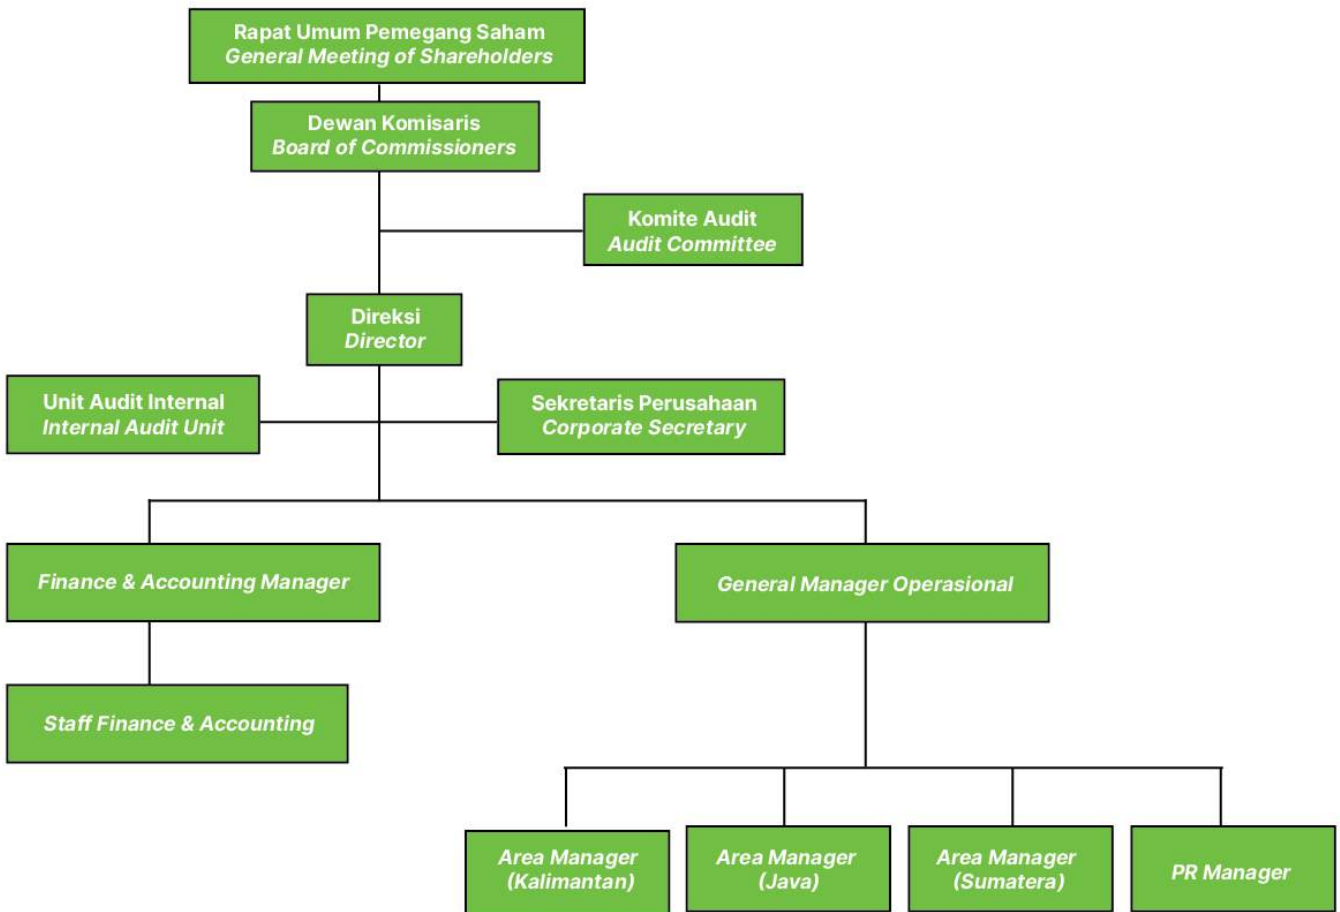 Rapat Umum Pemegang Saham
General Meeting of Shareholders
Dewan Komisaris
Board of Commissioners
Komite Audit
Audit Committee
Direksi
Director
Unit Audit Internal
Internal Audit Unit
Sekretaris Perusahaan
Corporate Secretary
Finance & Accounting Manager
General Manager Operasional
Staff Finance & Accounting
Area Manager
(Kalimantan)
Area Manager
(Java)
Area Manager
(Sumatera)
PR Manager